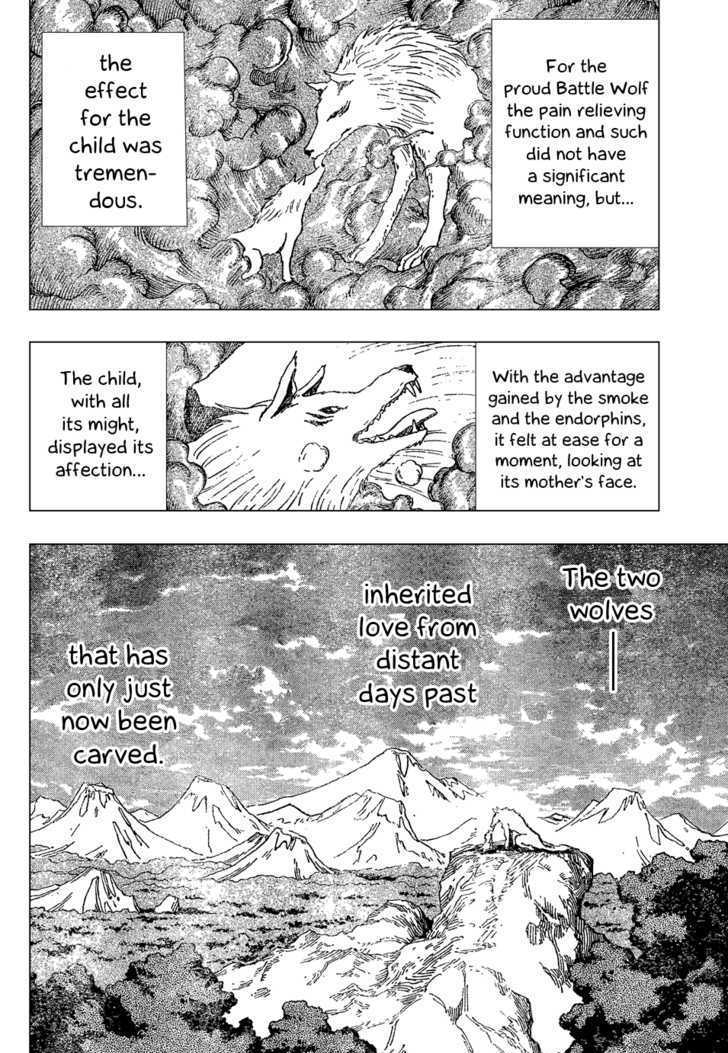 For the
proud Battle Wolf
the pain relieving
function and such
did not have
a significant
meaning, but...
the
effect
for the
child was
tremen-
dous.
With the advantage
gained by the smoke
and the endorphins,
it felt at ease for a
moment, looking at
its mother's face.
The child,
with all
its might,
displayed its
affection...
The two
wolves
inherited
love from
distant
days past
that has
only just
now been
carved.